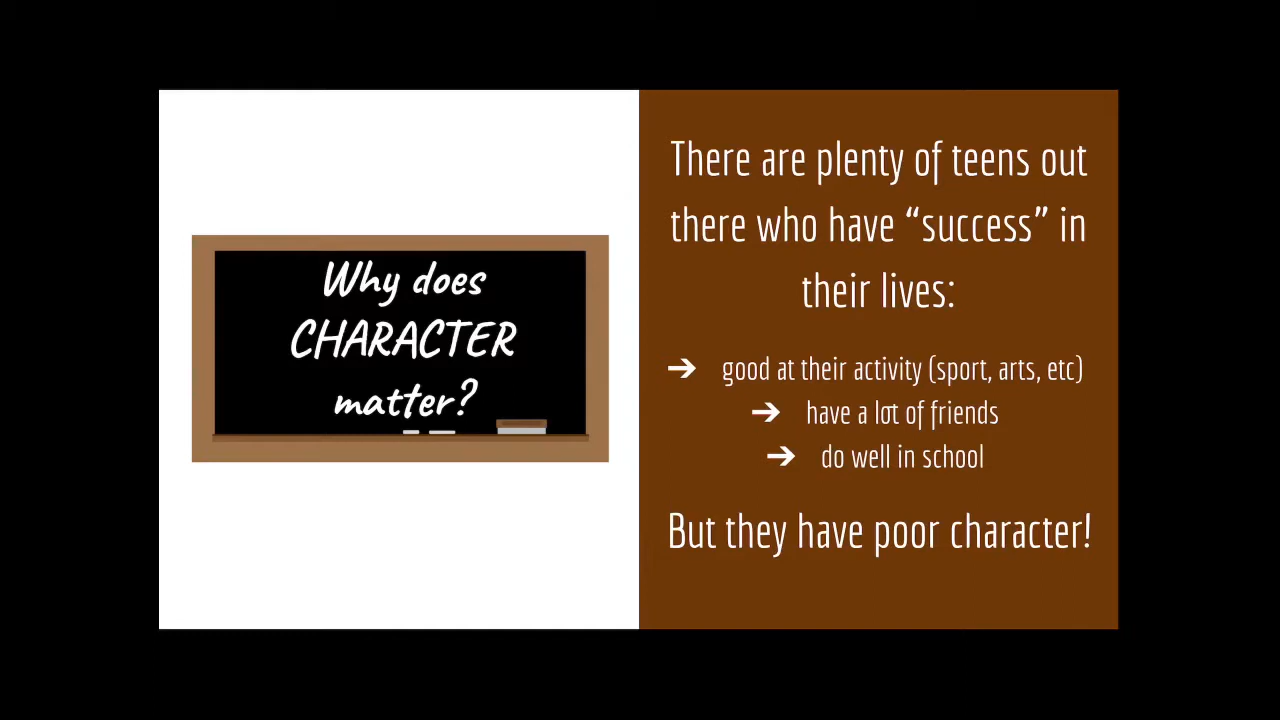 Why does
CHARACTER
matter?
There are plenty of teens out
there who have “success” in
their lives:
➔ good at their activity (sport, arts, etc)
➔ have a lot of friends
➔ do well in school
But they have poor character!